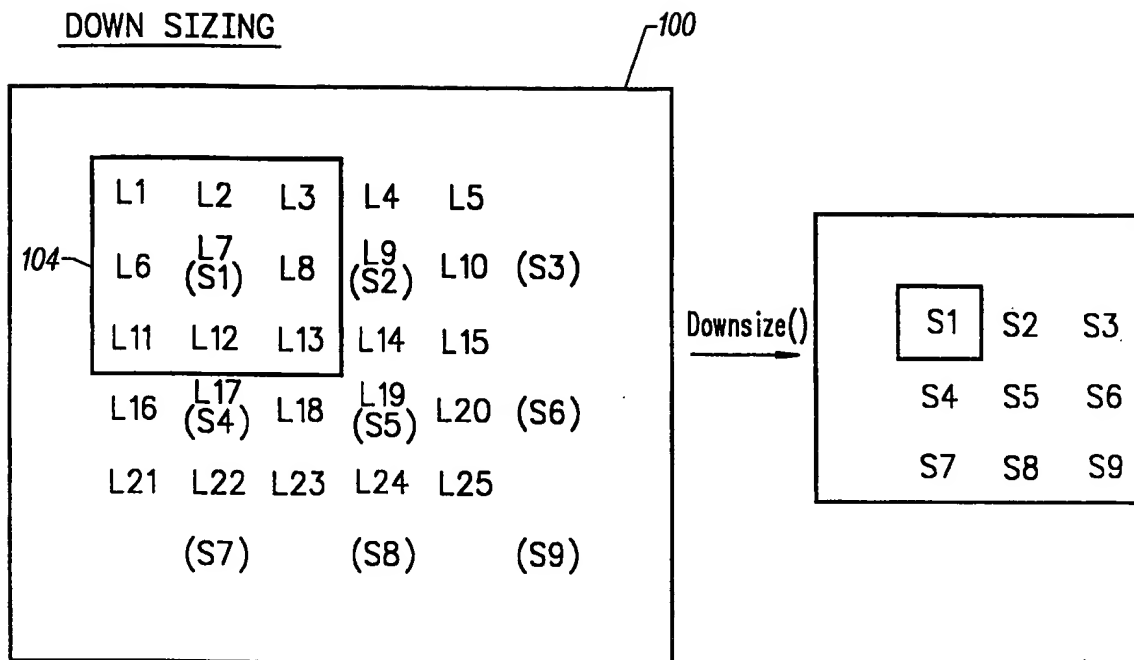 DOWN SIZING
100
L1 L2 L3 L4 L5
104 L6 L7 L8 L9 L10 (S3)
(S1) (S2)
L11 L12 L13 L14 L15
L16 L17 L18 L19 L20 (S6)
(S4) (S5)
L21 L22 L23 L24 L25
(S7) (S8) (S9)
Downsize()
S1 S2 S3
S4 S5 S6
S7 S8 S9